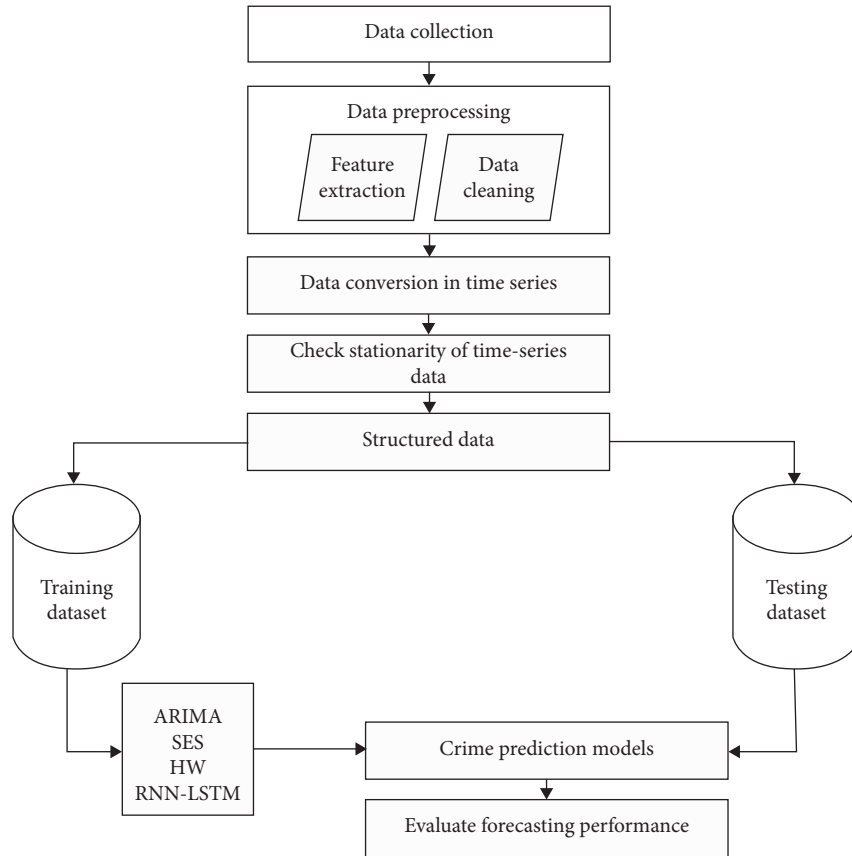 Data collection
Data preprocessing
Feature
extraction
Data
cleaning
Data conversion in time series
Check stationarity of time-series
data
Structured data
Training
dataset
Testing
dataset
ARIMA
SES
HW
RNN-LSTM
Crime prediction models
Evaluate forecasting performance